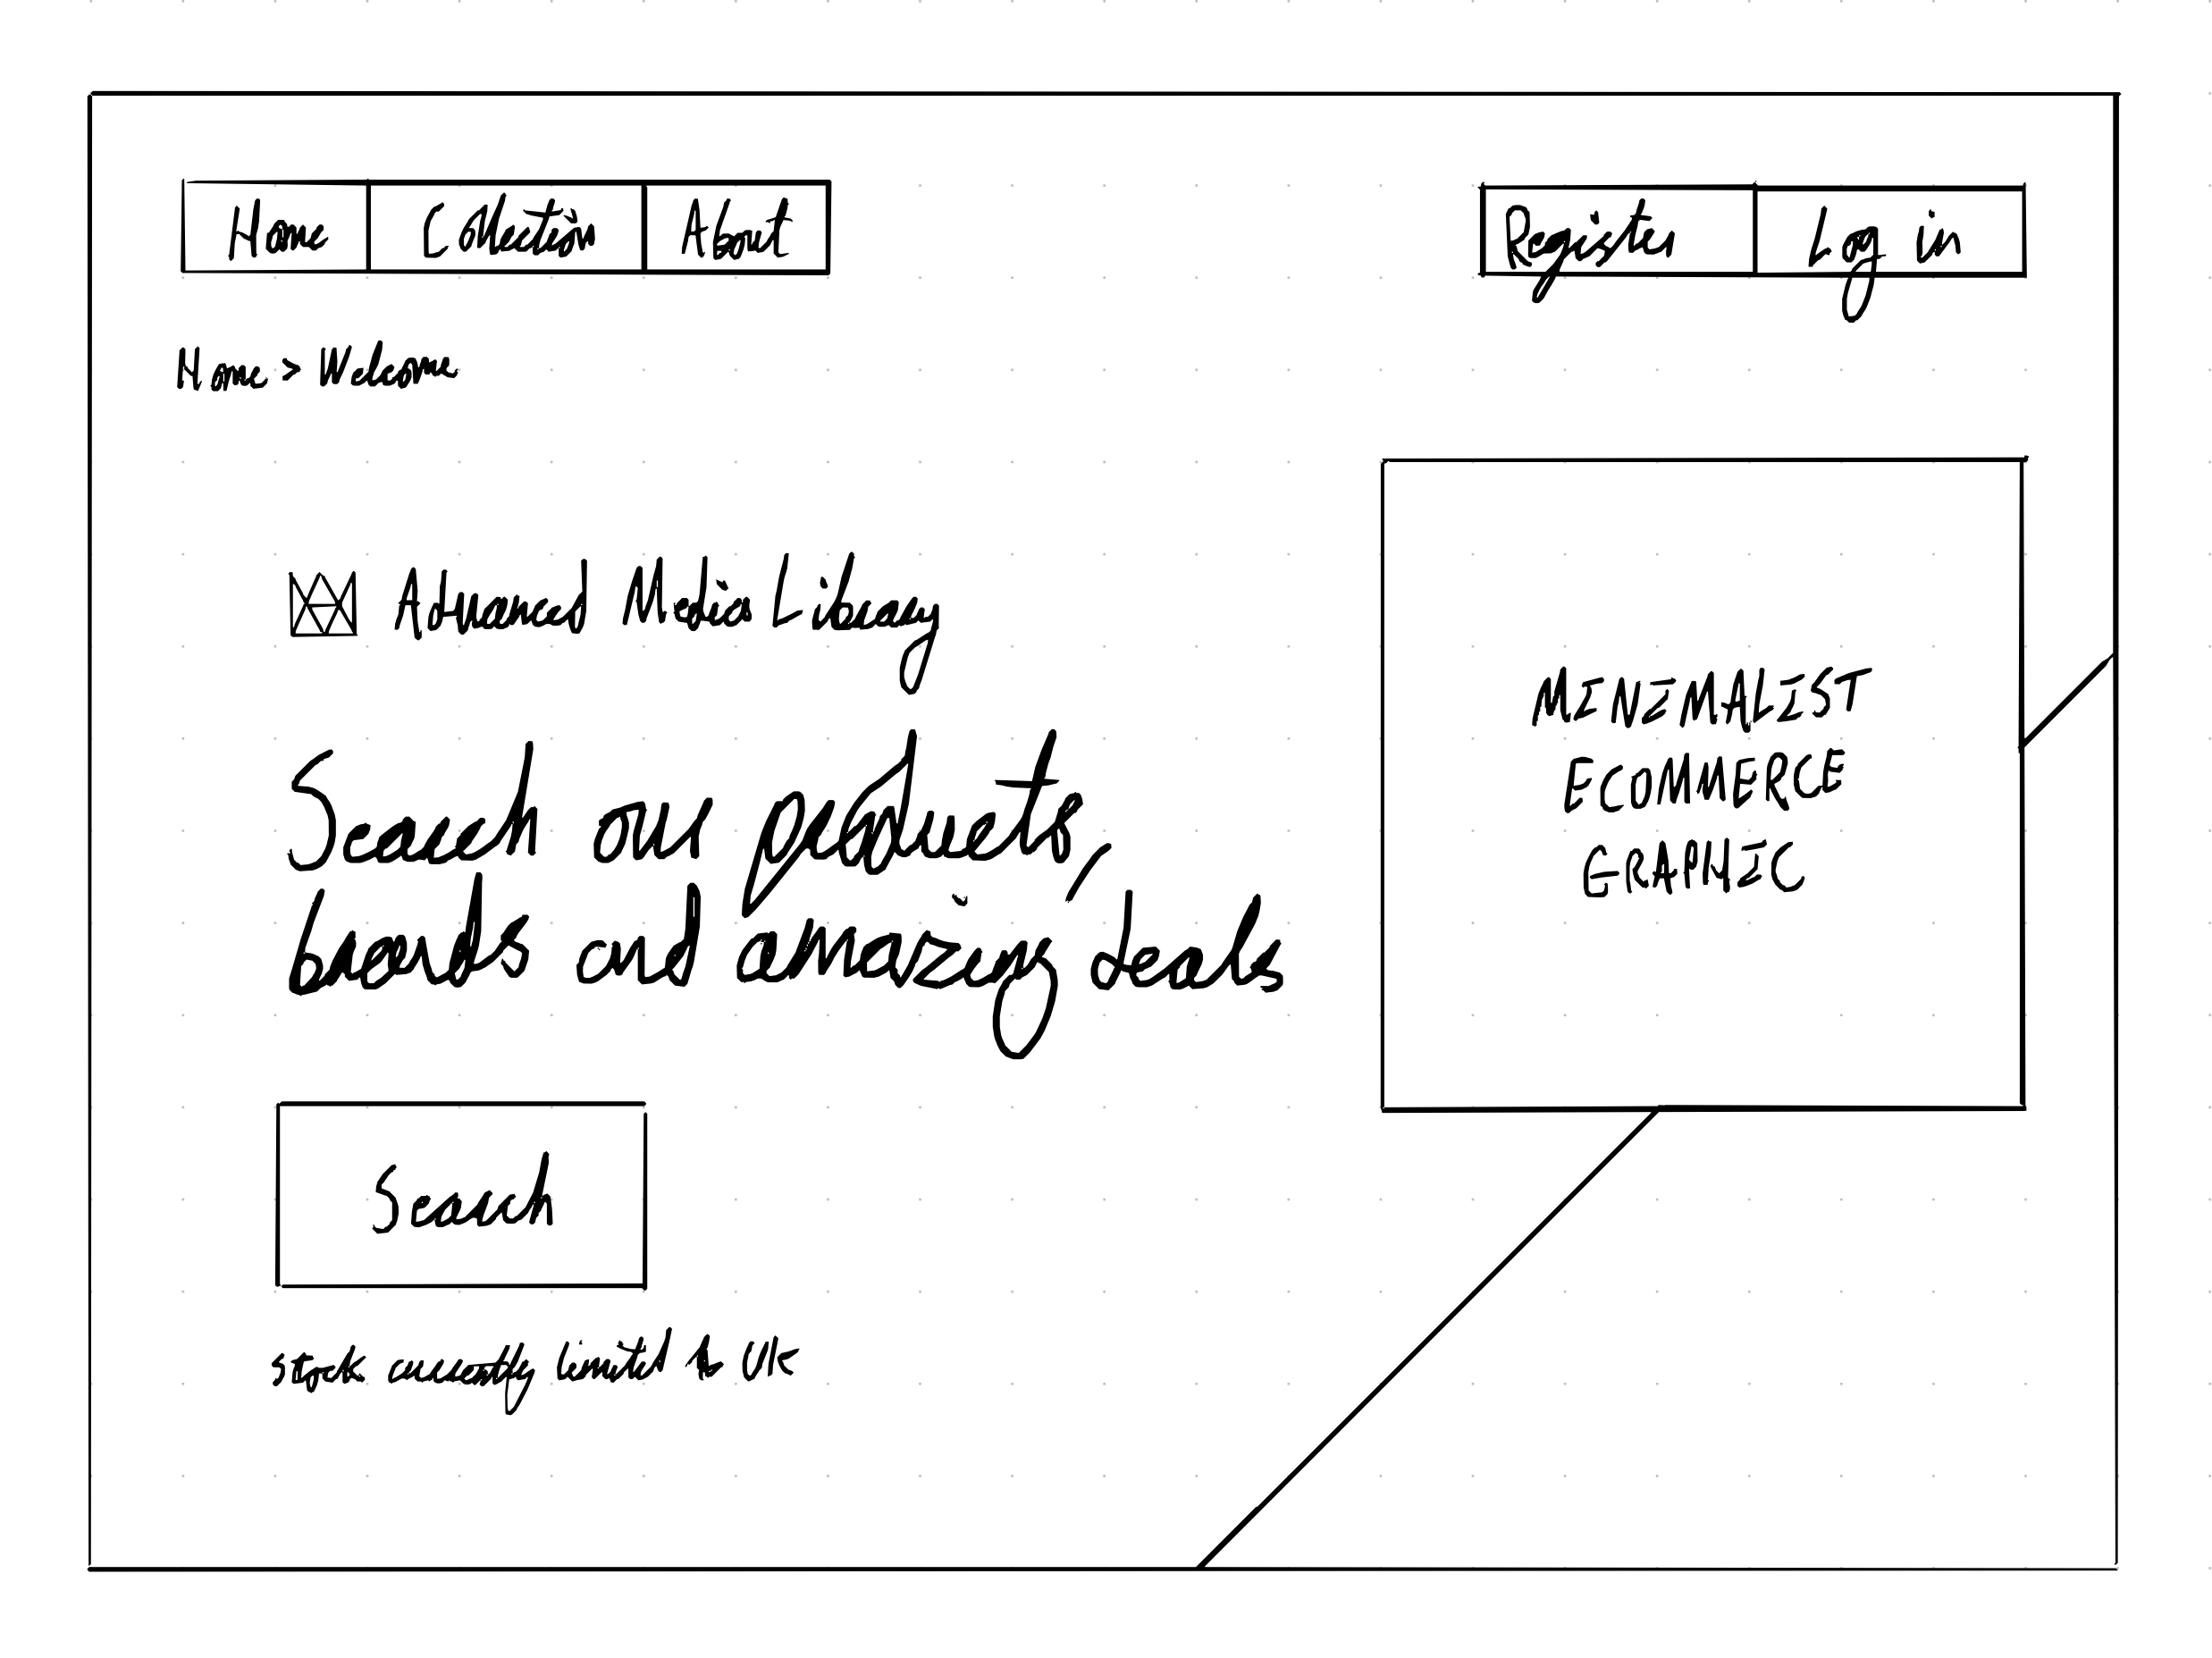 Home Collections About Register Log in
Home > Welcome
Advanced Media Library
Search our products,
brands and amazing deals
MINIMALIST
ECOMMERCE
GRAPHIC
Search
stock currently limited to UK